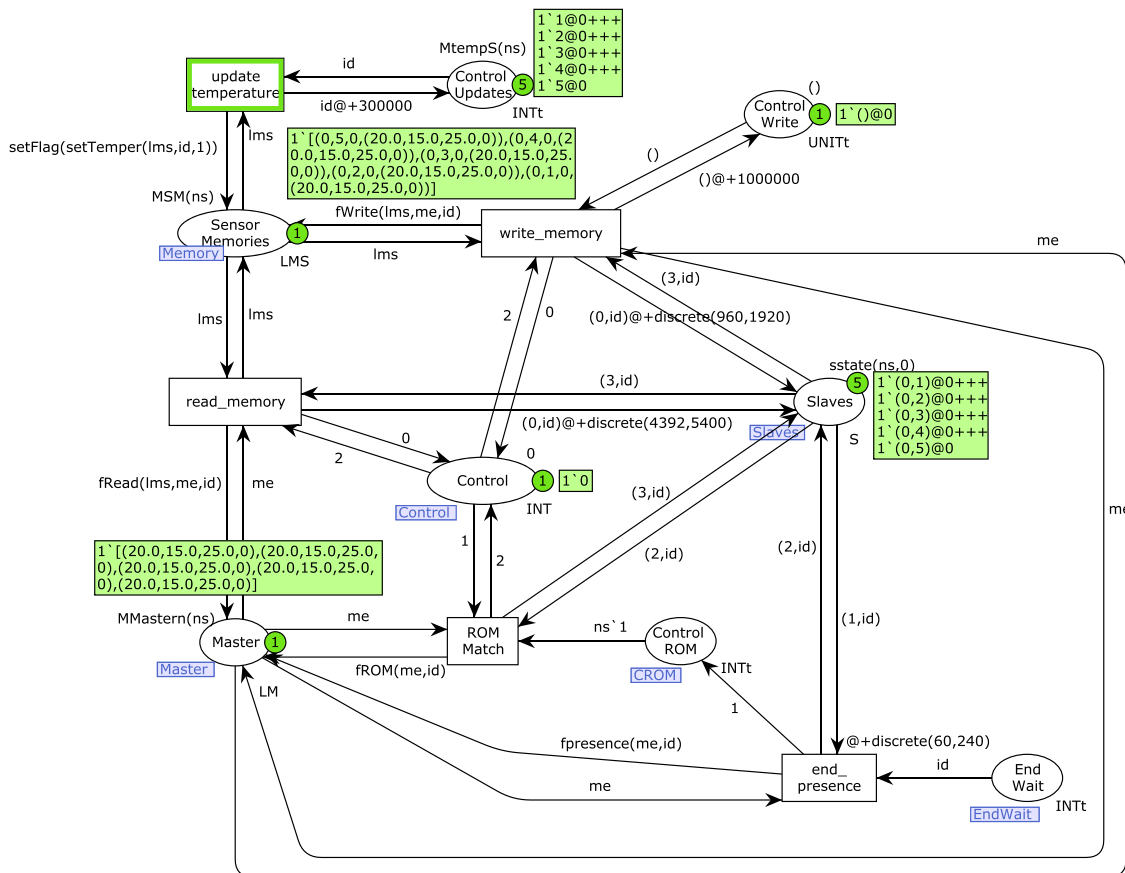 1`1@0+++
1`2@0+++
1`3@0+++
1`4@0+++
1`5@0
MtempS(ns)
id
update
temperature
Control
Updates
5
id@+300000
INTt
()
Control
Write
1
1`()@0
UNITt
lms
setFlag(setTemper(lms,id,1))
1`[(0,5,0,(20.0,15.0,25.0,0)),(0,4,0,(2
0.0,15.0,25.0,0)),(0,3,0,(20.0,15.0,25.
0,0)),(0,2,0,(20.0,15.0,25.0,0)),(0,1,0,
(20.0,15.0,25.0,0))]
()
()@+1000000
MSM(ns)
fWrite(lms,me,id)
Sensor
Memories
1
Memory
LMS
lms
write_memory
me
(3,id)
2
0
(0,id)@+discrete(960,1920)
lms
lms
sstate(ns,0)
5
1`(0,1)@0+++
1`(0,2)@0+++
1`(0,3)@0+++
1`(0,4)@0+++
1`(0,5)@0
(3,id)
read_memory
Slaves
(0,id)@+discrete(4392,5400)
Slaves
S
0
2
0
Control
1
1`0
Control
INT
fRead(lms,me,id)
me
(3,id)
me
1
2
(2,id)
(2,id)
1`[(20.0,15.0,25.0,0),(20.0,15.0,25.0,
0),(20.0,15.0,25.0,0),(20.0,15.0,25.0,
0),(20.0,15.0,25.0,0)]
MMastern(ns)
me
ns`1
(1,id)
Master
1
ROM
Match
Control
ROM
Master
fROM(me,id)
CROM
INTt
LM
1
fpresence(me,id)
@+discrete(60,240)
me
end_
presence
id
End
Wait
EndWait
INTt